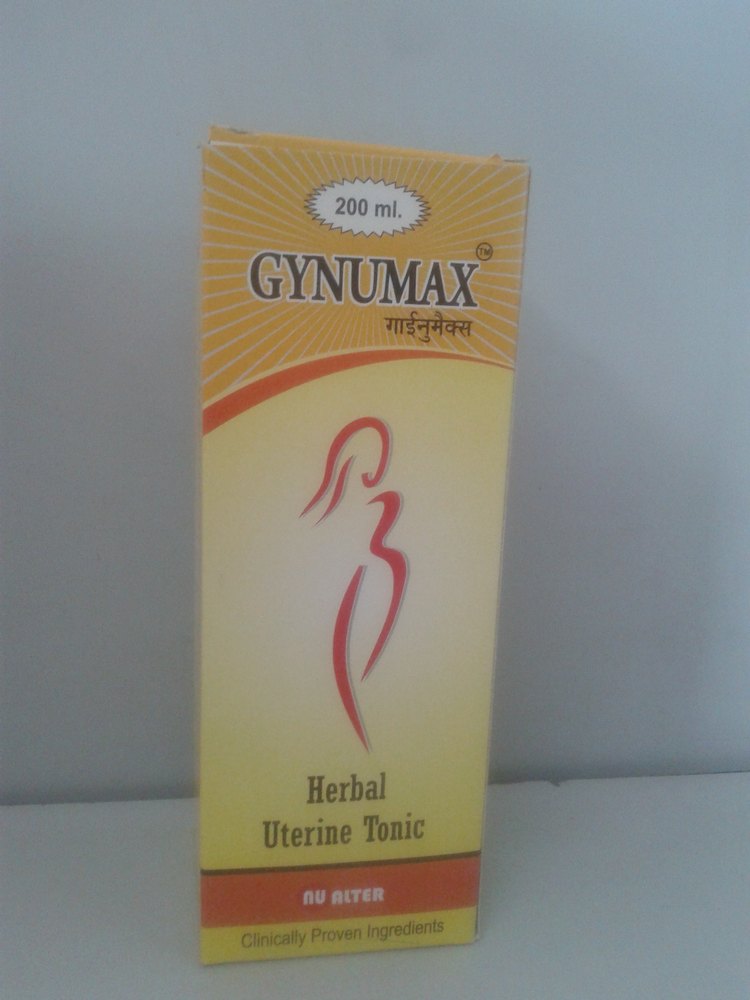 200 ml.
GYNUMAX™
गाईनुमैक्स
Herbal
Uterine Tonic
NU ALTER
Clinically Proven Ingredients